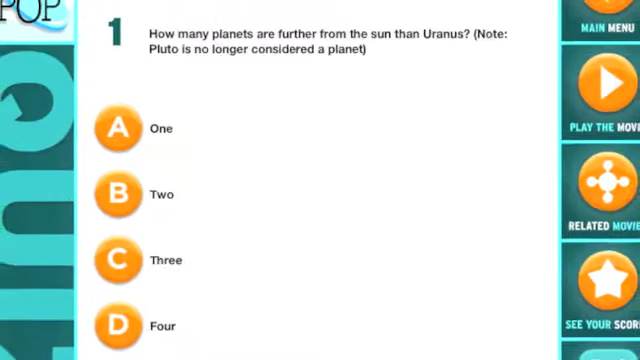 POP
1
How many planets are further from the sun than Uranus? (Note:
Pluto is no longer considered a planet)
A One
B Two
C Three
D Four
MAIN MENU
PLAY THE MOVI
RELATED MOVIE
SEE YOUR SCOR